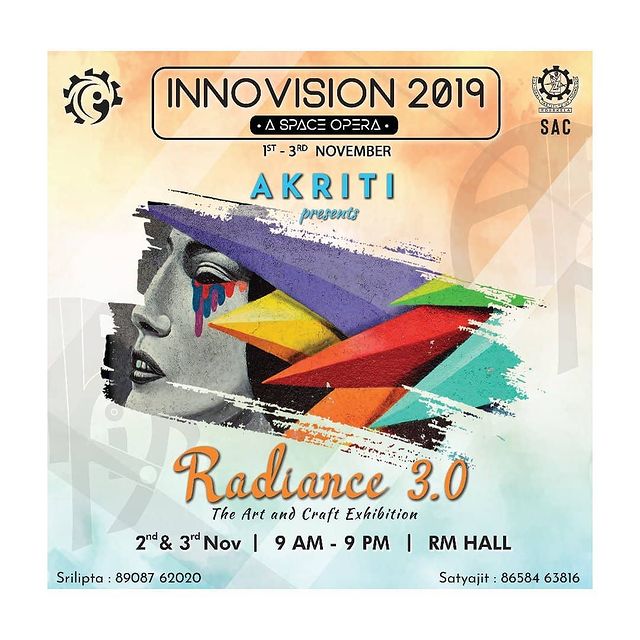 INNOVISION 2019
• A SPACE OPERA •
1ST - 3RD NOVEMBER
SAC
AKRITI
presents
Radiance 3.0
The Art and Craft Exhibition
2nd & 3rd Nov | 9 AM - 9 PM | RM HALL
Srilipta : 89087 62020
Satyajit : 86584 63816